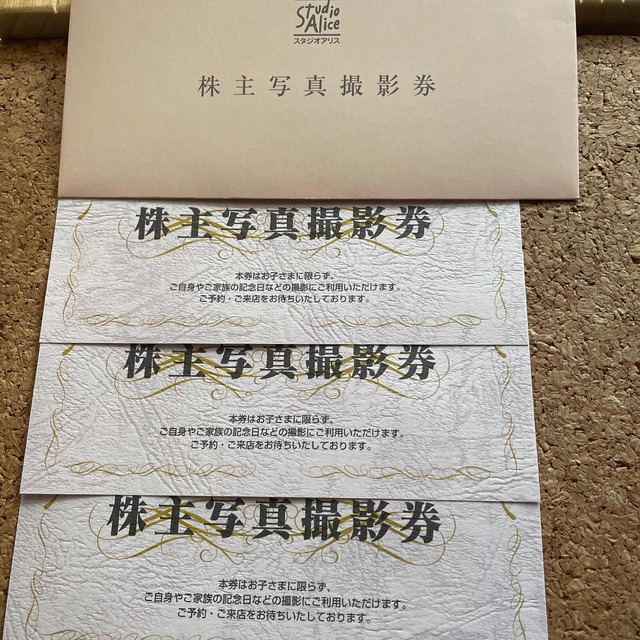 Studio
Alice
スタジオアリス
株主写真撮影券
株主写真撮影券
本券はお子さまに限らず、
ご自身やご家族の記念日などの撮影にご利用いただけます。
ご予約・ご来店をお待ちいたしております。
株主写真撮影券
本券はお子さまに限らず、
ご自身やご家族の記念日などの撮影にご利用いただけます。
ご予約・ご来店をお待ちいたしております。
株主写真撮影券
本券はお子さまに限らず、
ご自身やご家族の記念日などの撮影にご利用いただけます。
ご予約・ご来店をお待ちいたしております。